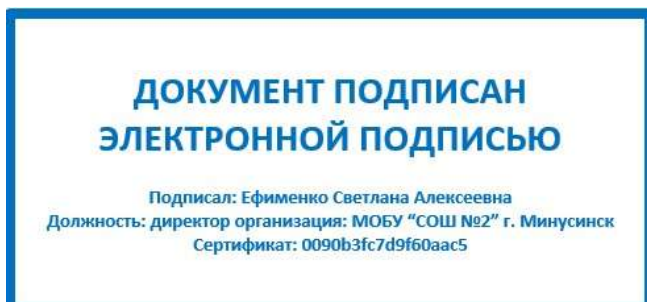 ДОКУМЕНТ ПОДПИСАН
ЭЛЕКТРОННОЙ ПОДПИСЬЮ
Подписал: Ефименко Светлана Алексеевна
Должность: директор организация: МОБУ “СОШ №2” г. Минусинск
Сертификат: 0090b3fc7d9f60aac5